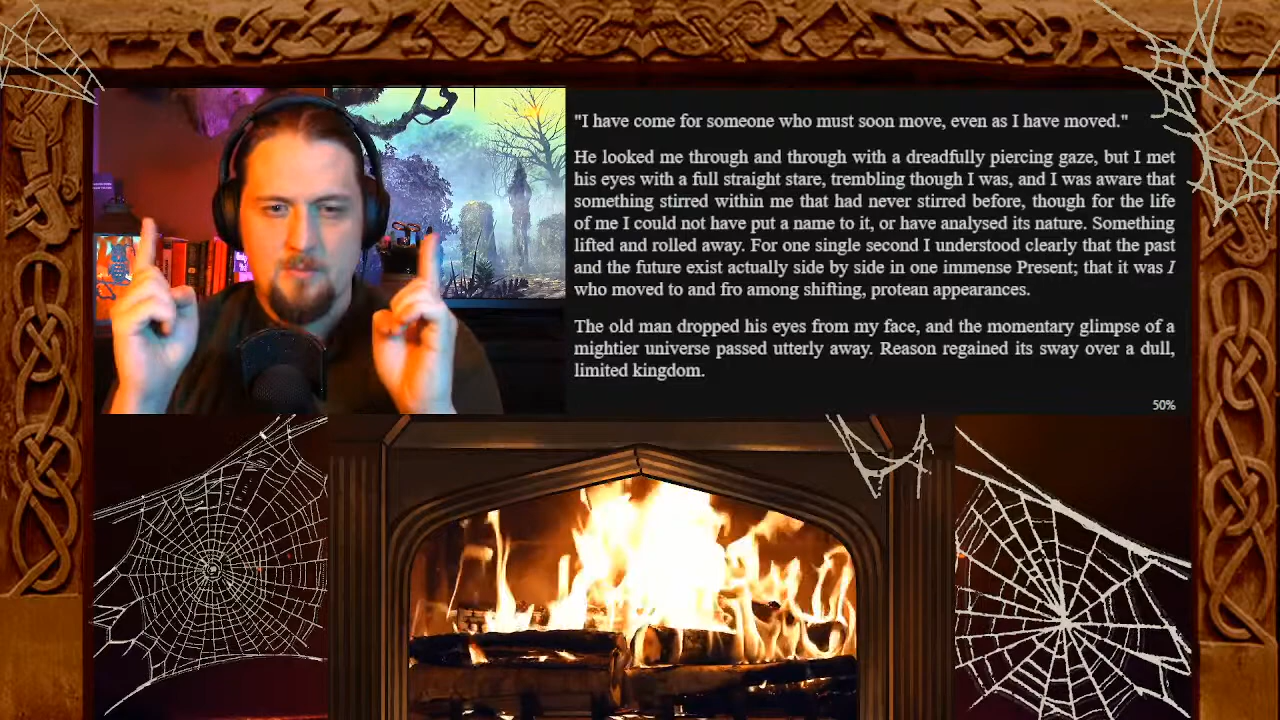 "I have come for someone who must soon move, even as I have moved."
He looked me through and through with a dreadfully piercing gaze, but I met
his eyes with a full straight stare, trembling though I was, and I was aware that
something stirred within me that had never stirred before, though for the life
of me I could not have put a name to it, or have analysed its nature. Something
lifted and rolled away. For one single second I understood clearly that the past
and the future exist actually side by side in one immense Present; that it was I
who moved to and fro among shifting, protean appearances.
The old man dropped his eyes from my face, and the momentary glimpse of a
mightier universe passed utterly away. Reason regained its sway over a dull,
limited kingdom.
50%